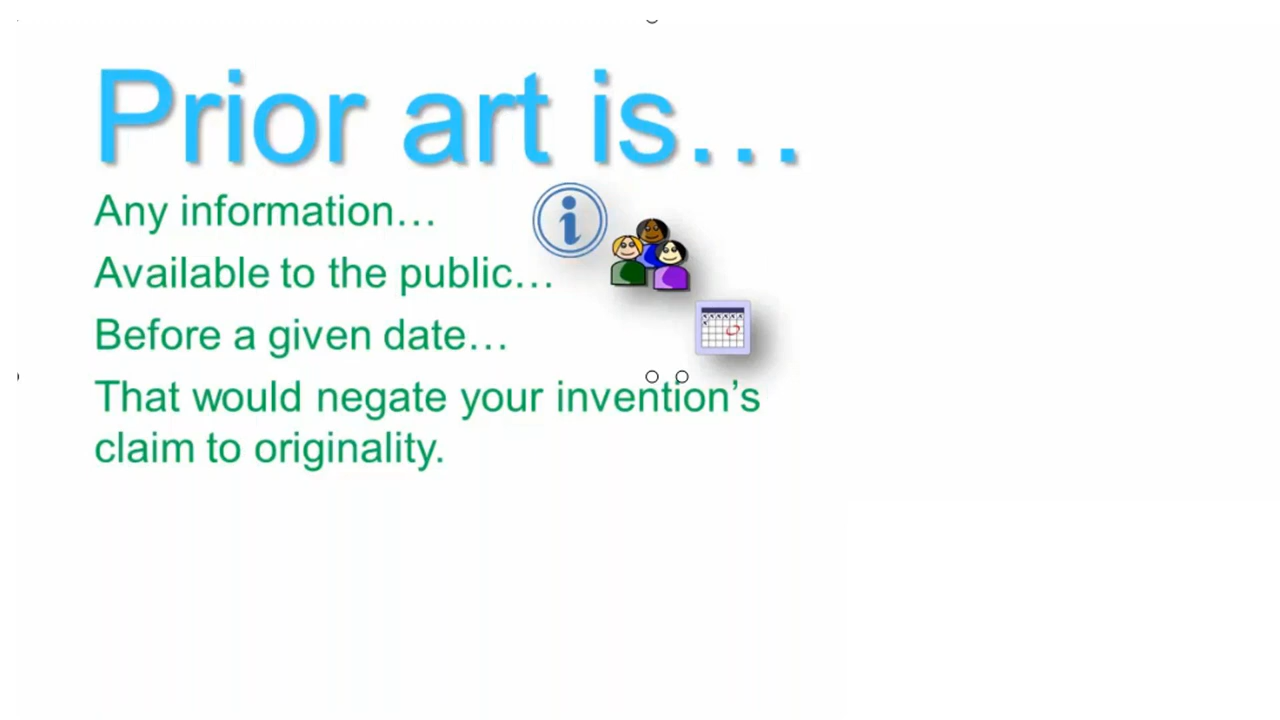 Prior art is…
Any information…
Available to the public…
Before a given date…
That would negate your invention’s
claim to originality.